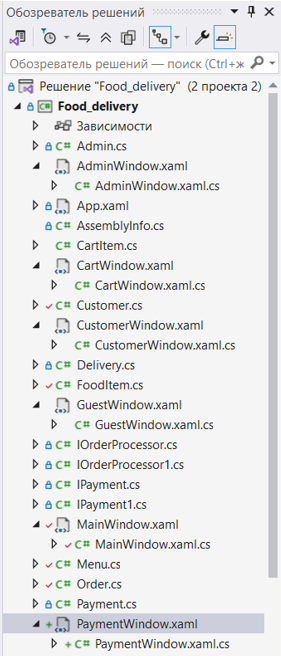 Обозреватель решений
Обозреватель решений — поиск (Ctrl+ж
Решение "Food_delivery" (2 проекта 2)
Food_delivery
Зависимости
Admin.cs
AdminWindow.xaml
AdminWindow.xaml.cs
App.xaml
AssemblyInfo.cs
CartItem.cs
CartWindow.xaml
CartWindow.xaml.cs
Customer.cs
CustomerWindow.xaml
CustomerWindow.xaml.cs
Delivery.cs
FoodItem.cs
GuestWindow.xaml
GuestWindow.xaml.cs
IOrderProcessor.cs
IOrderProcessor1.cs
IPayment.cs
IPayment1.cs
MainWindow.xaml
MainWindow.xaml.cs
Menu.cs
Order.cs
Payment.cs
PaymentWindow.xaml
PaymentWindow.xaml.cs